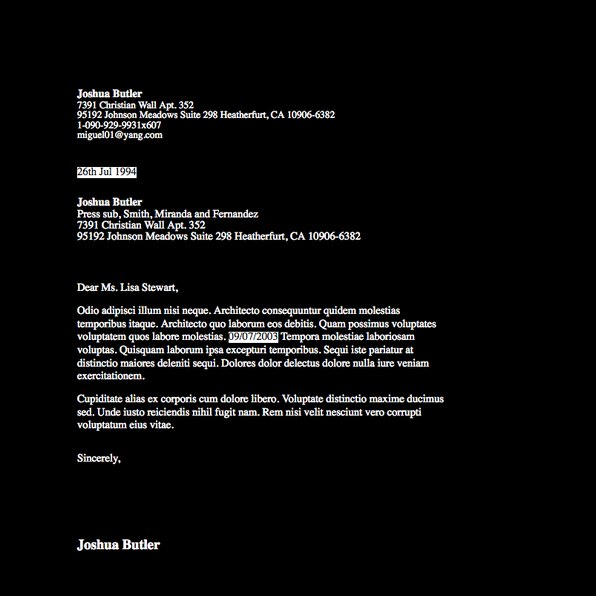 Joshua Butler
7391 Christian Wall Apt. 352
95192 Johnson Meadows Suite 298 Heatherfurt, CA 10906-6382
1-090-929-9931x607
miguel01@yang.com
26th Jul 1994
Joshua Butler
Press sub, Smith, Miranda and Fernandez
7391 Christian Wall Apt. 352
95192 Johnson Meadows Suite 298 Heatherfurt, CA 10906-6382
Dear Ms. Lisa Stewart,
Odio adipisci illum nisi neque. Architecto consequuntur quidem molestias
temporibus itaque. Architecto quo laborum eos debitis. Quam possimus voluptates
voluptatem quos labore molestias. 09/07/2003 Tempora molestiae laboriosam
voluptas. Quisquam laborum ipsa excepturi temporibus. Sequi iste pariatur at
distinctio maiores deleniti sequi. Dolores dolor delectus dolore nulla iure veniam
exercitationem.
Cupiditate alias ex corporis cum dolore libero. Voluptate distinctio maxime ducimus
sed. Unde iusto reiciendis nihil fugit nam. Rem nisi velit nesciunt vero corrupti
voluptatum eius vitae.
Sincerely,
Joshua Butler